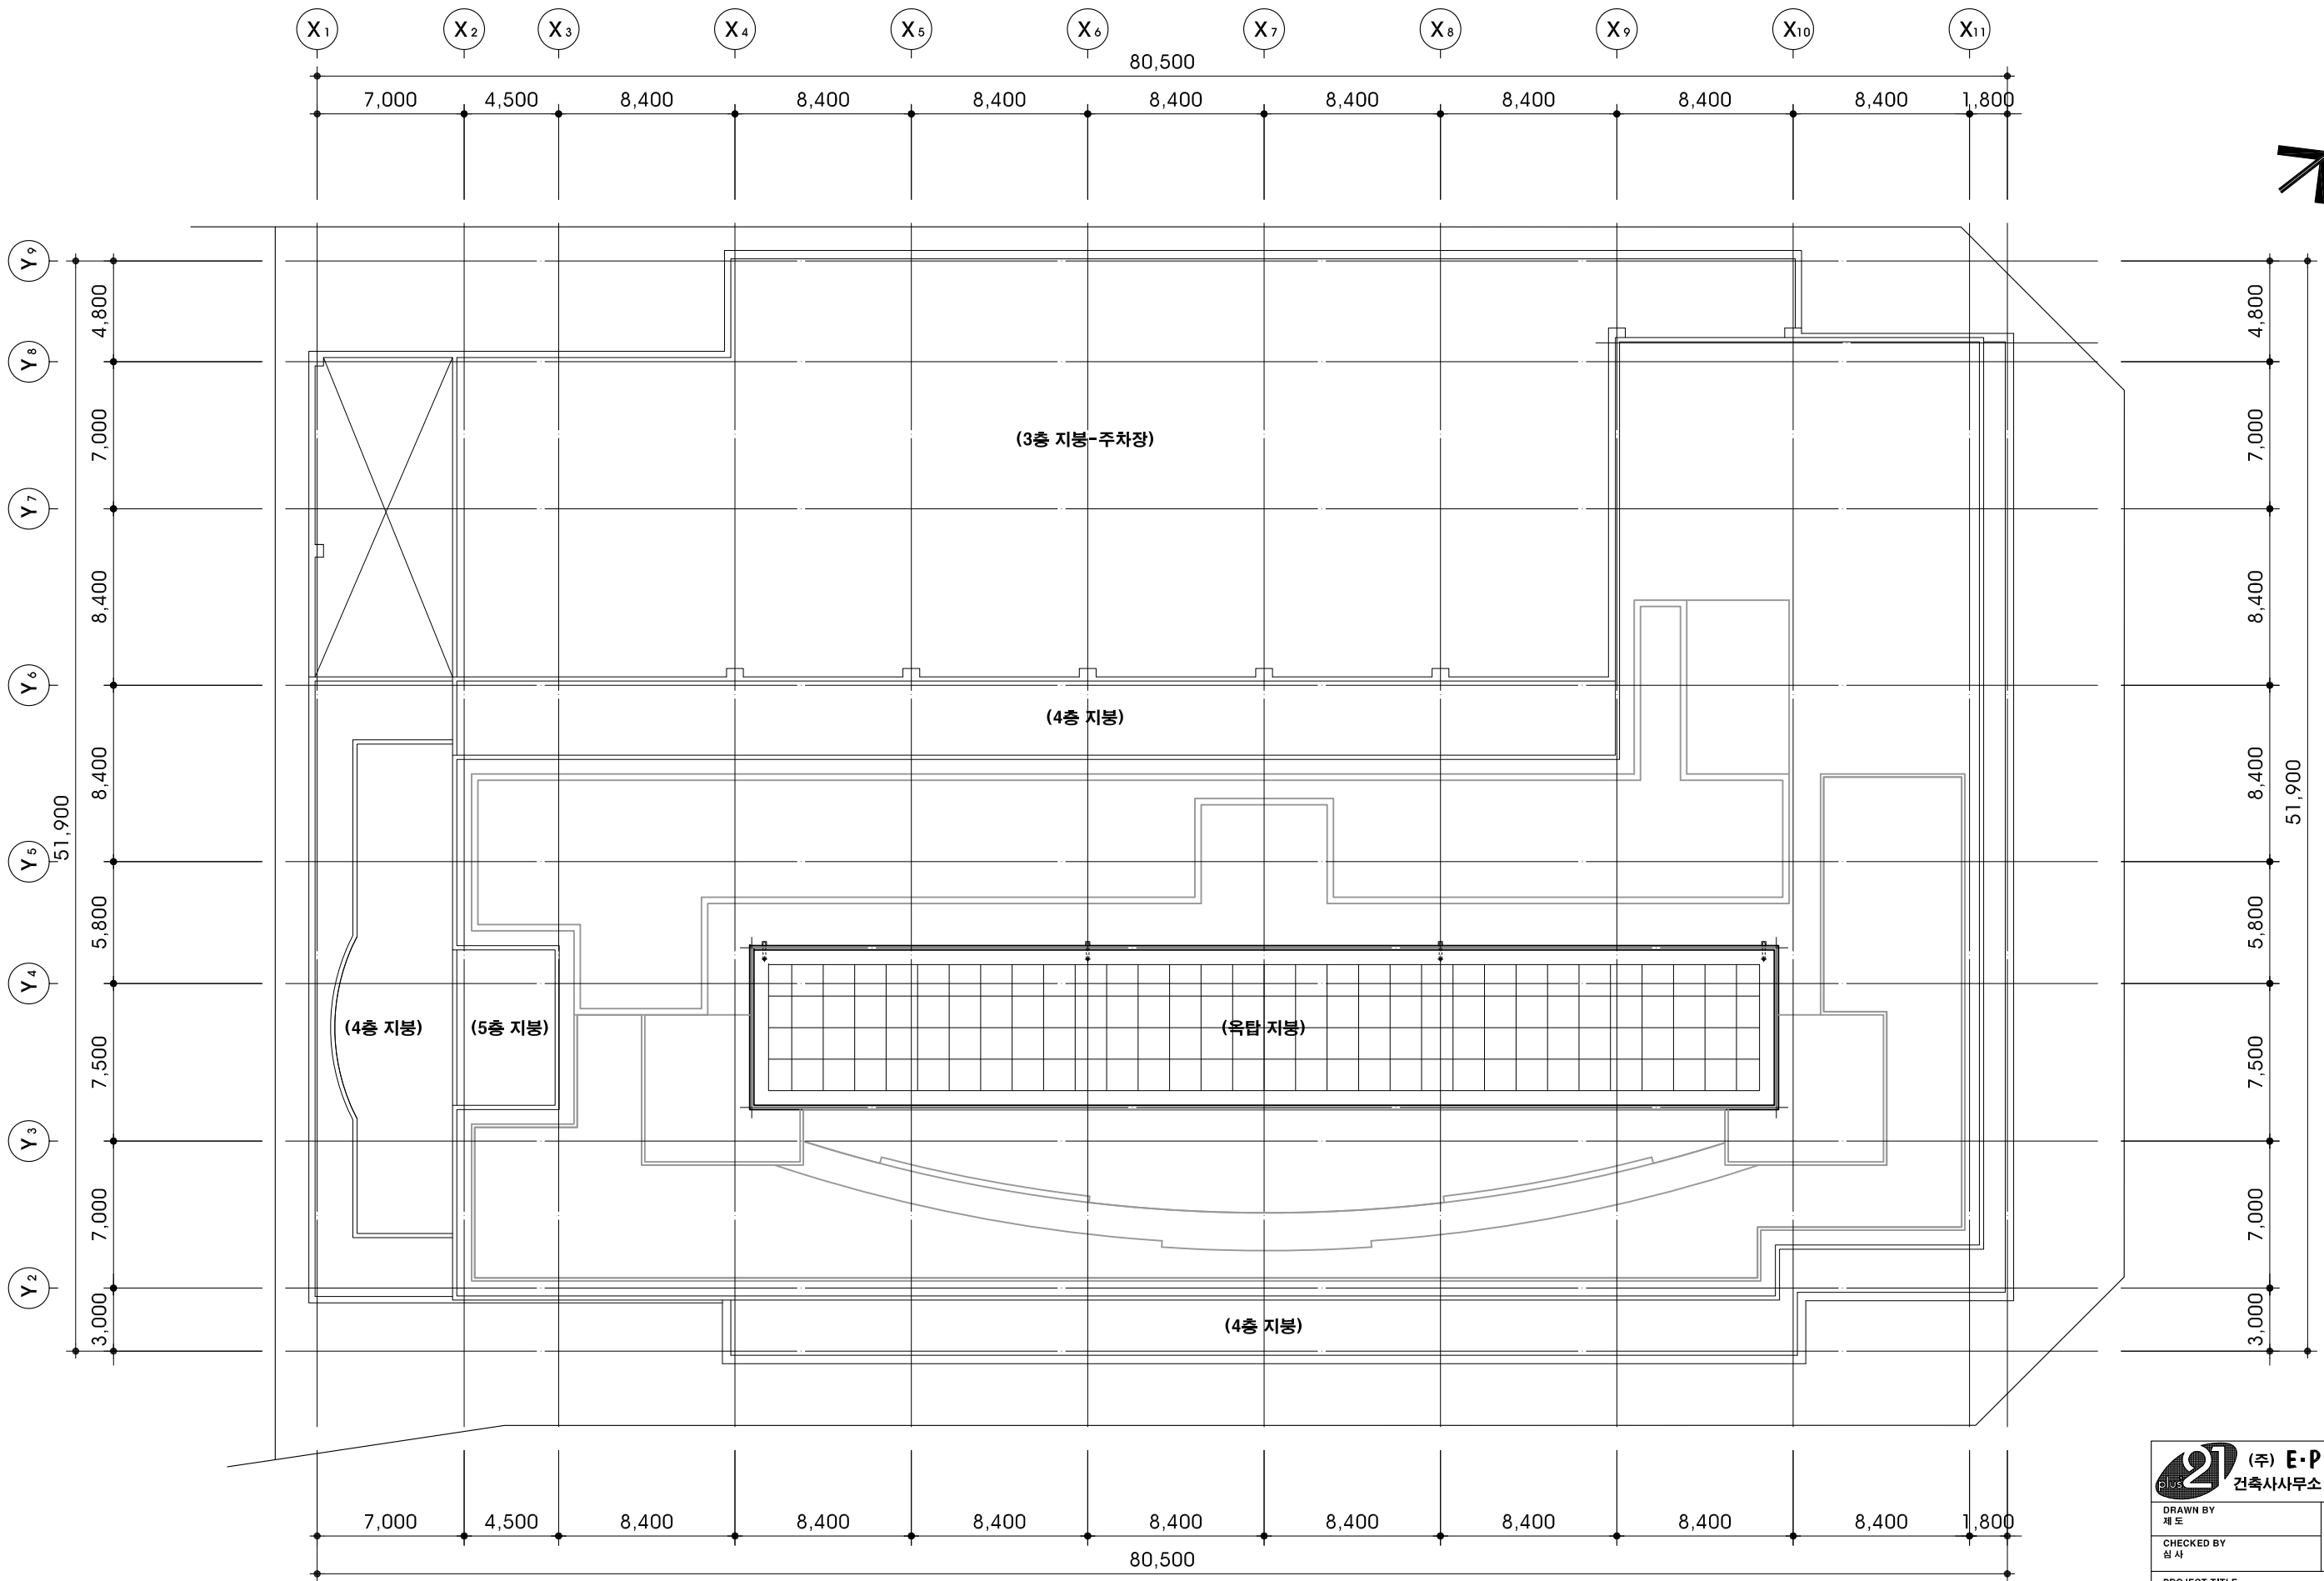 X1 X2 X3 X4 X5 X6 X7 X8 X9 X10 X11
80,500
7,000 4,500 8,400 8,400 8,400 8,400 8,400 8,400 8,400 8,400 1,800
Y9
4,800 4,800
Y8
7,000 7,000
(3층 지붕-주차장)
Y7
8,400 8,400
Y6
(4층 지붕)
8,400 8,400
51,900 51,900
Y5
5,800 5,800
Y4
(4층 지붕) (5층 지붕) (옥탑 지붕)
7,500 7,500
Y3
7,000 7,000
Y2
3,000 3,000
(4층 지붕)
7,000 4,500 8,400 8,400 8,400 8,400 8,400 8,400 8,400 8,400 1,800
80,500
plus 21 (주) E·P
건축사사무소
DRAWN BY
제 도
CHECKED BY
심 사